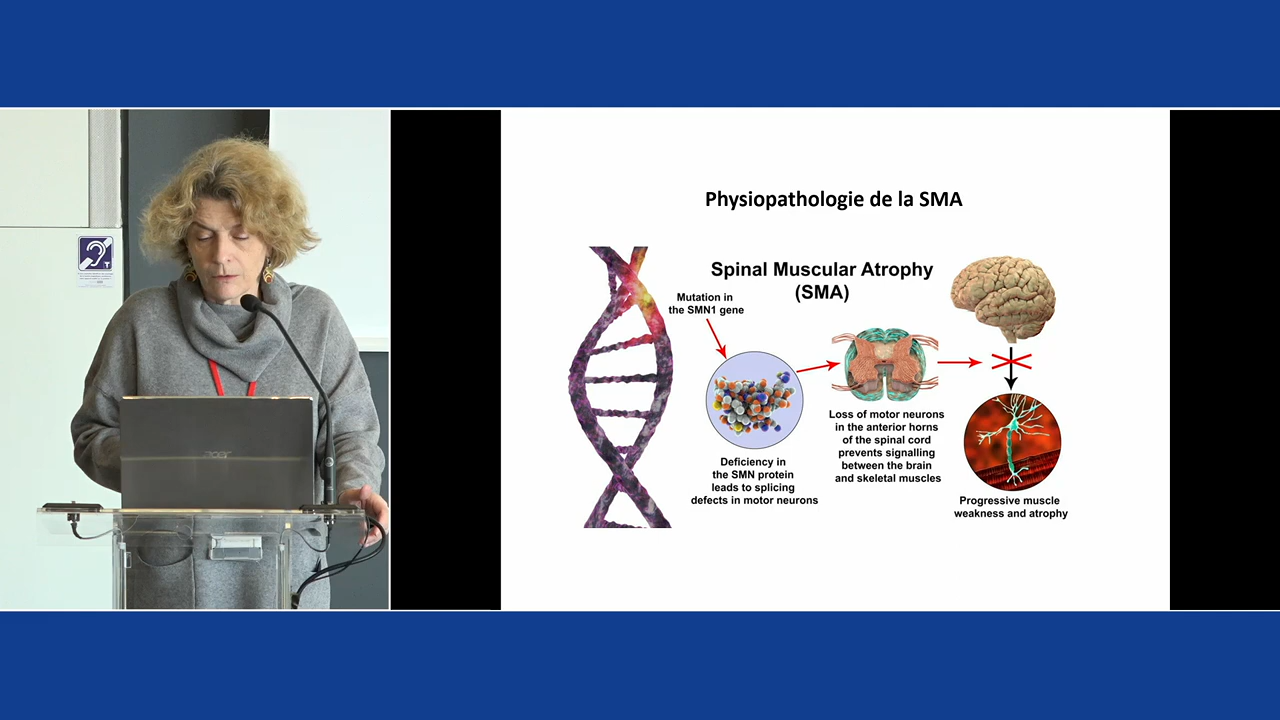 Physiopathologie de la SMA
Spinal Muscular Atrophy
(SMA)
Mutation in
the SMN1 gene
Deficiency in
the SMN protein
leads to splicing
defects in motor neurons
Loss of motor neurons
in the anterior horns
of the spinal cord
prevents signalling
between the brain
and skeletal muscles
Progressive muscle
weakness and atrophy
acer
T